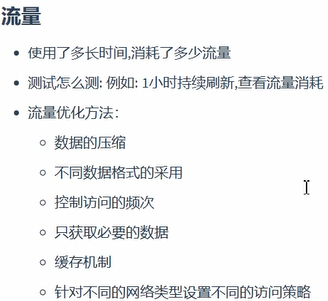 流量
使用了多长时间,消耗了多少流量
测试怎么测: 例如: 1小时持续刷新,查看流量消耗
流量优化方法:
数据的压缩
不同数据格式的采用
控制访问的频次
只获取必要的数据
缓存机制
针对不同的网络类型设置不同的访问策略